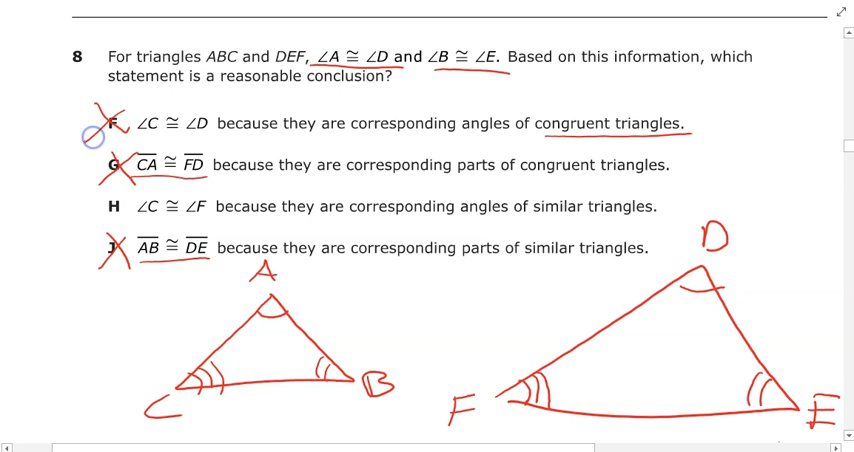 8 For triangles ABC and DEF, ∠A ≅ ∠D and ∠B ≅ ∠E. Based on this information, which
statement is a reasonable conclusion?
F ∠C ≅ ∠D because they are corresponding angles of congruent triangles.
G CA ≅ FD because they are corresponding parts of congruent triangles.
H ∠C ≅ ∠F because they are corresponding angles of similar triangles.
J AB ≅ DE because they are corresponding parts of similar triangles.
A
D
C
B
F
E